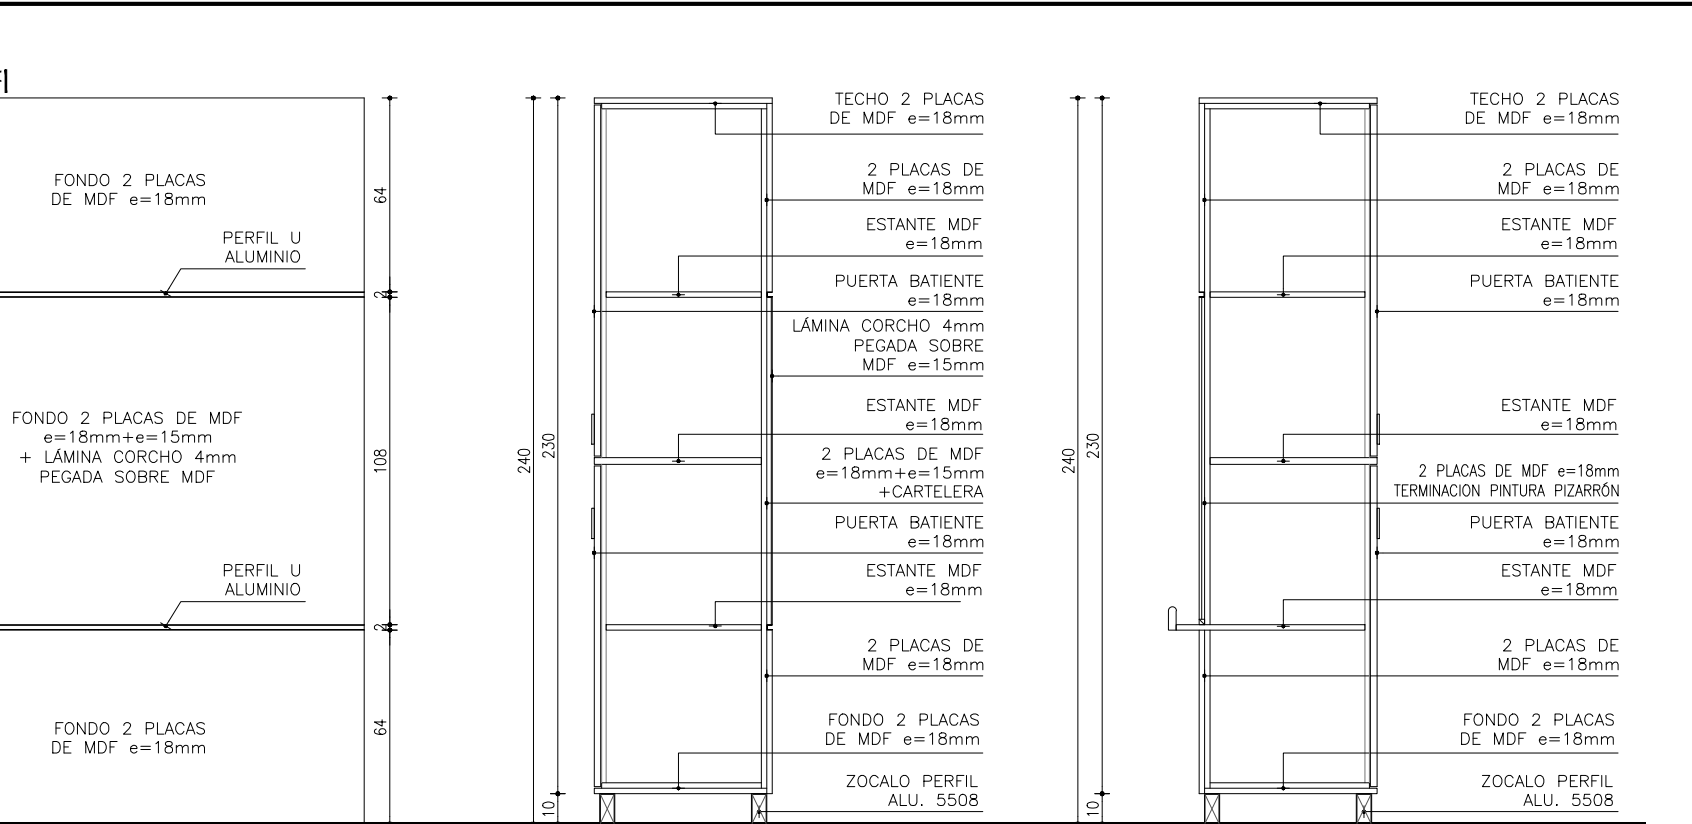 FONDO 2 PLACAS
DE MDF e=18mm
PERFIL U
ALUMINIO
FONDO 2 PLACAS DE MDF
e=18mm+e=15mm
+ LÁMINA CORCHO 4mm
PEGADA SOBRE MDF
PERFIL U
ALUMINIO
FONDO 2 PLACAS
DE MDF e=18mm
64
2
108
2
64
240
230
10
TECHO 2 PLACAS
DE MDF e=18mm
2 PLACAS DE
MDF e=18mm
ESTANTE MDF
e=18mm
PUERTA BATIENTE
e=18mm
LÁMINA CORCHO 4mm
PEGADA SOBRE
MDF e=15mm
ESTANTE MDF
e=18mm
2 PLACAS DE MDF
e=18mm+e=15mm
+CARTELERA
PUERTA BATIENTE
e=18mm
ESTANTE MDF
e=18mm
2 PLACAS DE
MDF e=18mm
FONDO 2 PLACAS
DE MDF e=18mm
ZOCALO PERFIL
ALU. 5508
240
230
10
TECHO 2 PLACAS
DE MDF e=18mm
2 PLACAS DE
MDF e=18mm
ESTANTE MDF
e=18mm
PUERTA BATIENTE
e=18mm
ESTANTE MDF
e=18mm
2 PLACAS DE MDF e=18mm
TERMINACION PINTURA PIZARRÓN
PUERTA BATIENTE
e=18mm
ESTANTE MDF
e=18mm
2 PLACAS DE
MDF e=18mm
FONDO 2 PLACAS
DE MDF e=18mm
ZOCALO PERFIL
ALU. 5508